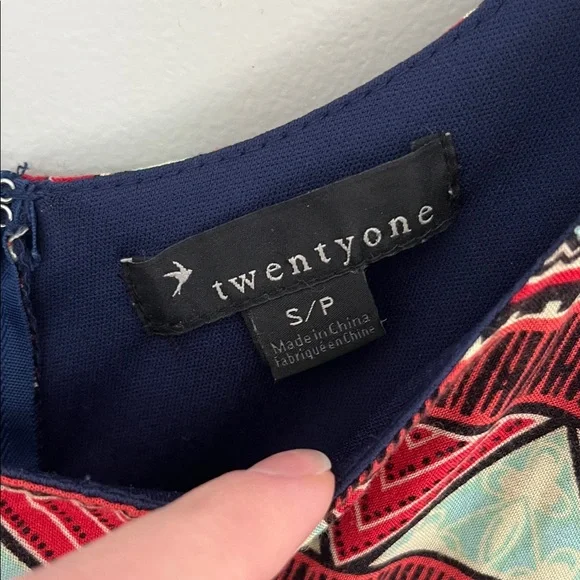 twentyone
S/P
Made in China
fabriqué en Chine